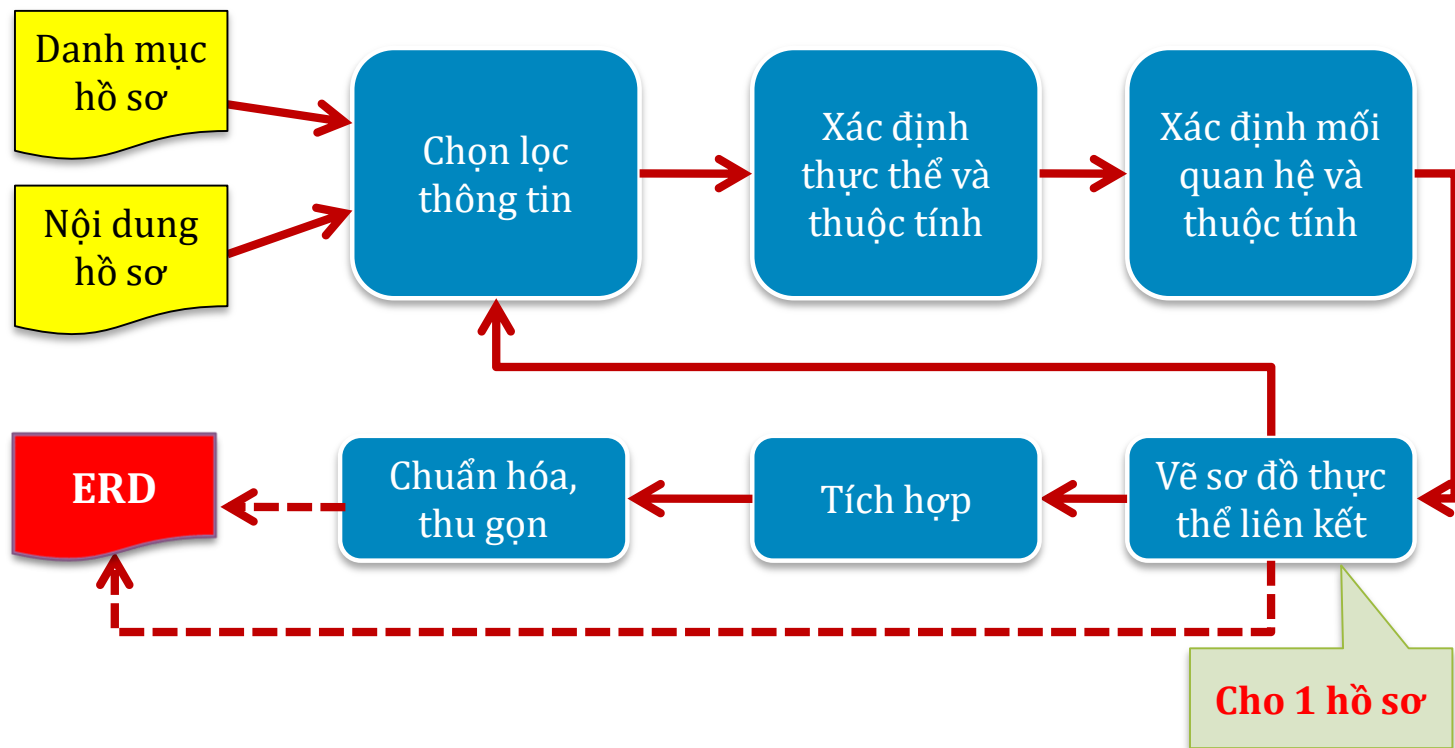 Danh mục
hồ sơ
Chọn lọc
thông tin
Xác định
thực thể và
thuộc tính
Xác định mối
quan hệ và
thuộc tính
Nội dung
hồ sơ
ERD
Chuẩn hóa,
thu gọn
Tích hợp
Vẽ sơ đồ thực
thể liên kết
Cho 1 hồ sơ